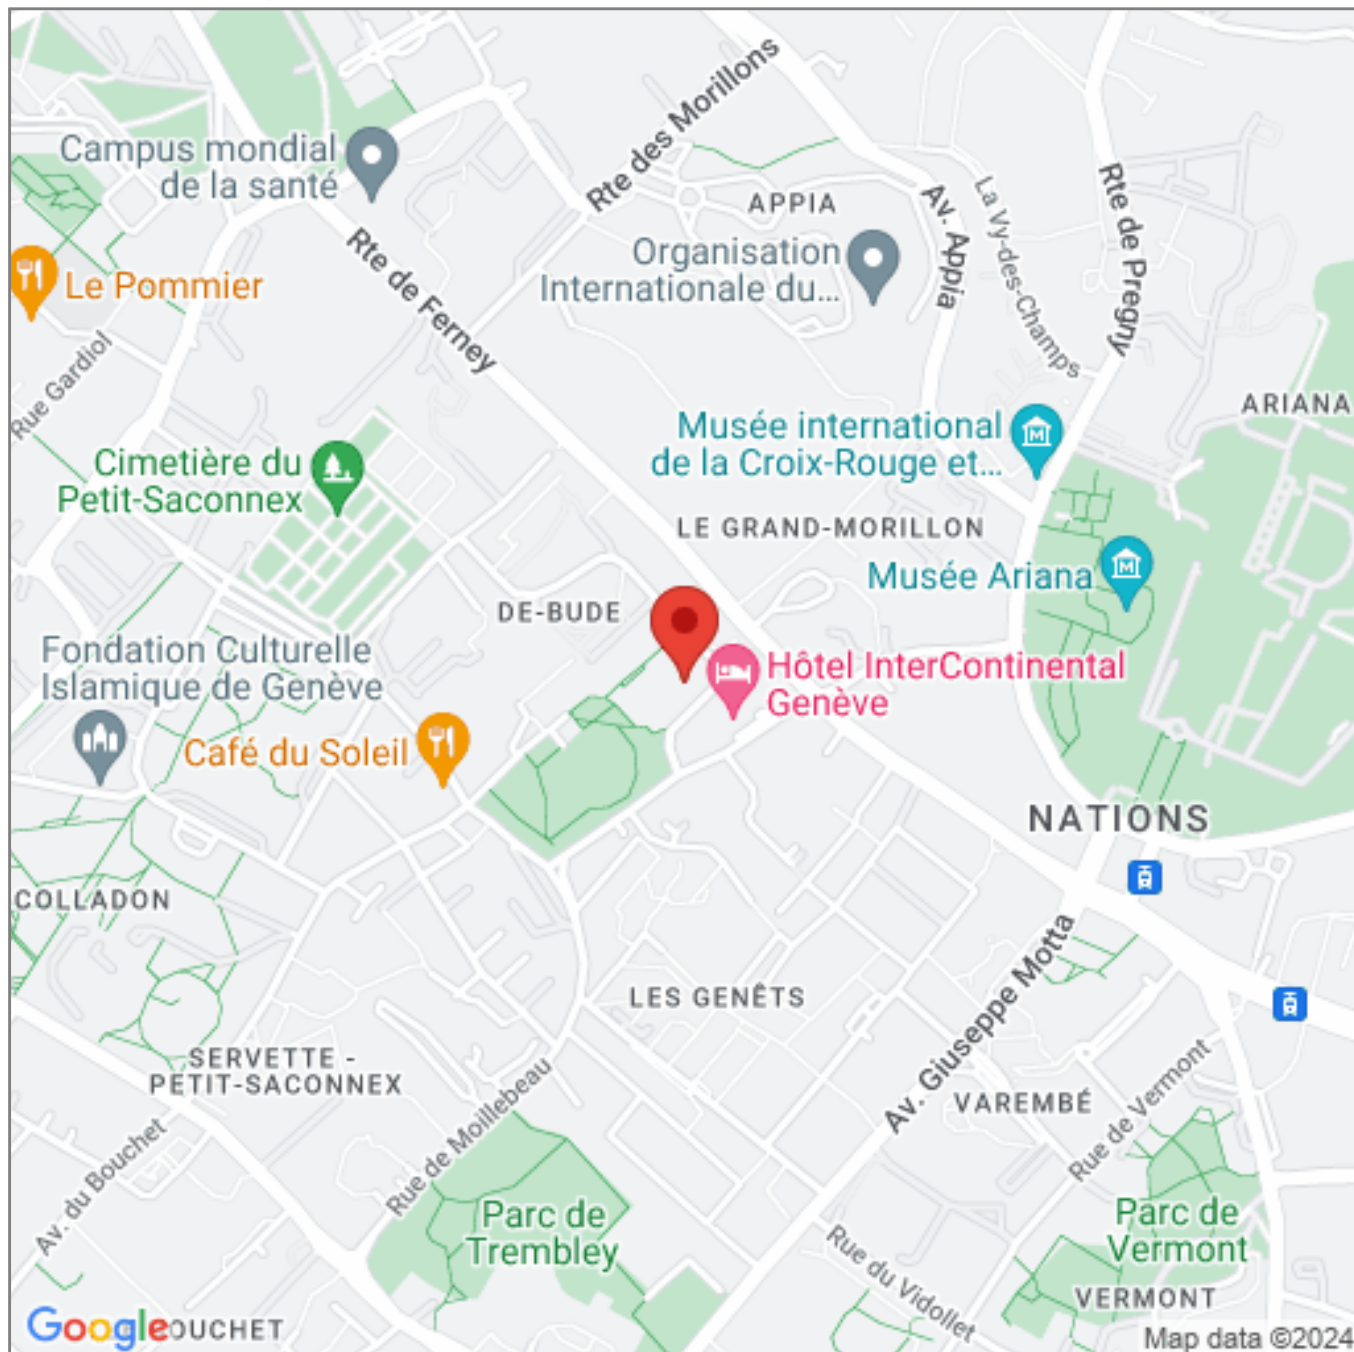 Rte des Morillons
Campus mondial
de la santé
APPIA
Av. Appia
La Vy-des-Champs
Rte de Pregny
Organisation
Internationale du...
Le Pommier
Rte de Ferney
Rue Gardiol
ARIANA
Musée international
de la Croix-Rouge et...
Cimetière du
Petit-Saconnex
LE GRAND-MORILLON
Musée Ariana
DE-BUDE
Fondation Culturelle
Islamique de Genève
Hôtel InterContinental
Genève
Café du Soleil
NATIONS
COLLADON
LES GENÊTS
Av. Giuseppe Motta
SERVETTE -
PETIT-SACONNEX
VAREMBÉ
Rue de Vermont
Rue de Moillebeau
Av. du Bouchet
Parc de
Trembley
Parc de
Vermont
Rue du Vidollet
VERMONT
Google
OUCHET
Map data ©2024